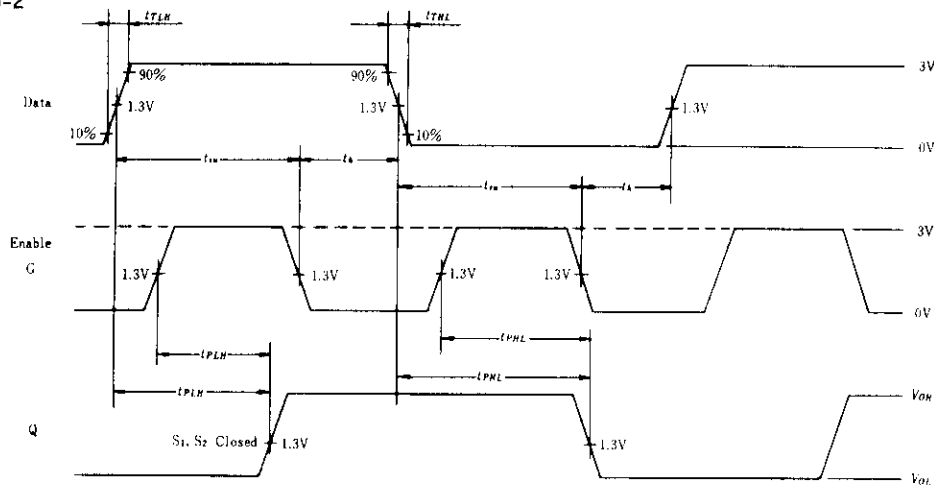 -2
tTLH
tTHL
90%
90%
3V
Data
1.3V
1.3V
1.3V
10%
10%
0V
tsu
th
tsu
th
Enable
G
3V
1.3V
1.3V
1.3V
1.3V
0V
tPLH
tPHL
tPLH
tPHL
VOH
Q
S1, S2 Closed
1.3V
1.3V
VOL